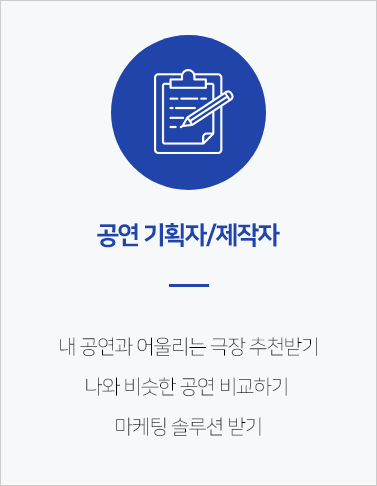 공연 기획자/제작자
내 공연과 어울리는 극장 추천받기
나와 비슷한 공연 비교하기
마케팅 솔루션 받기